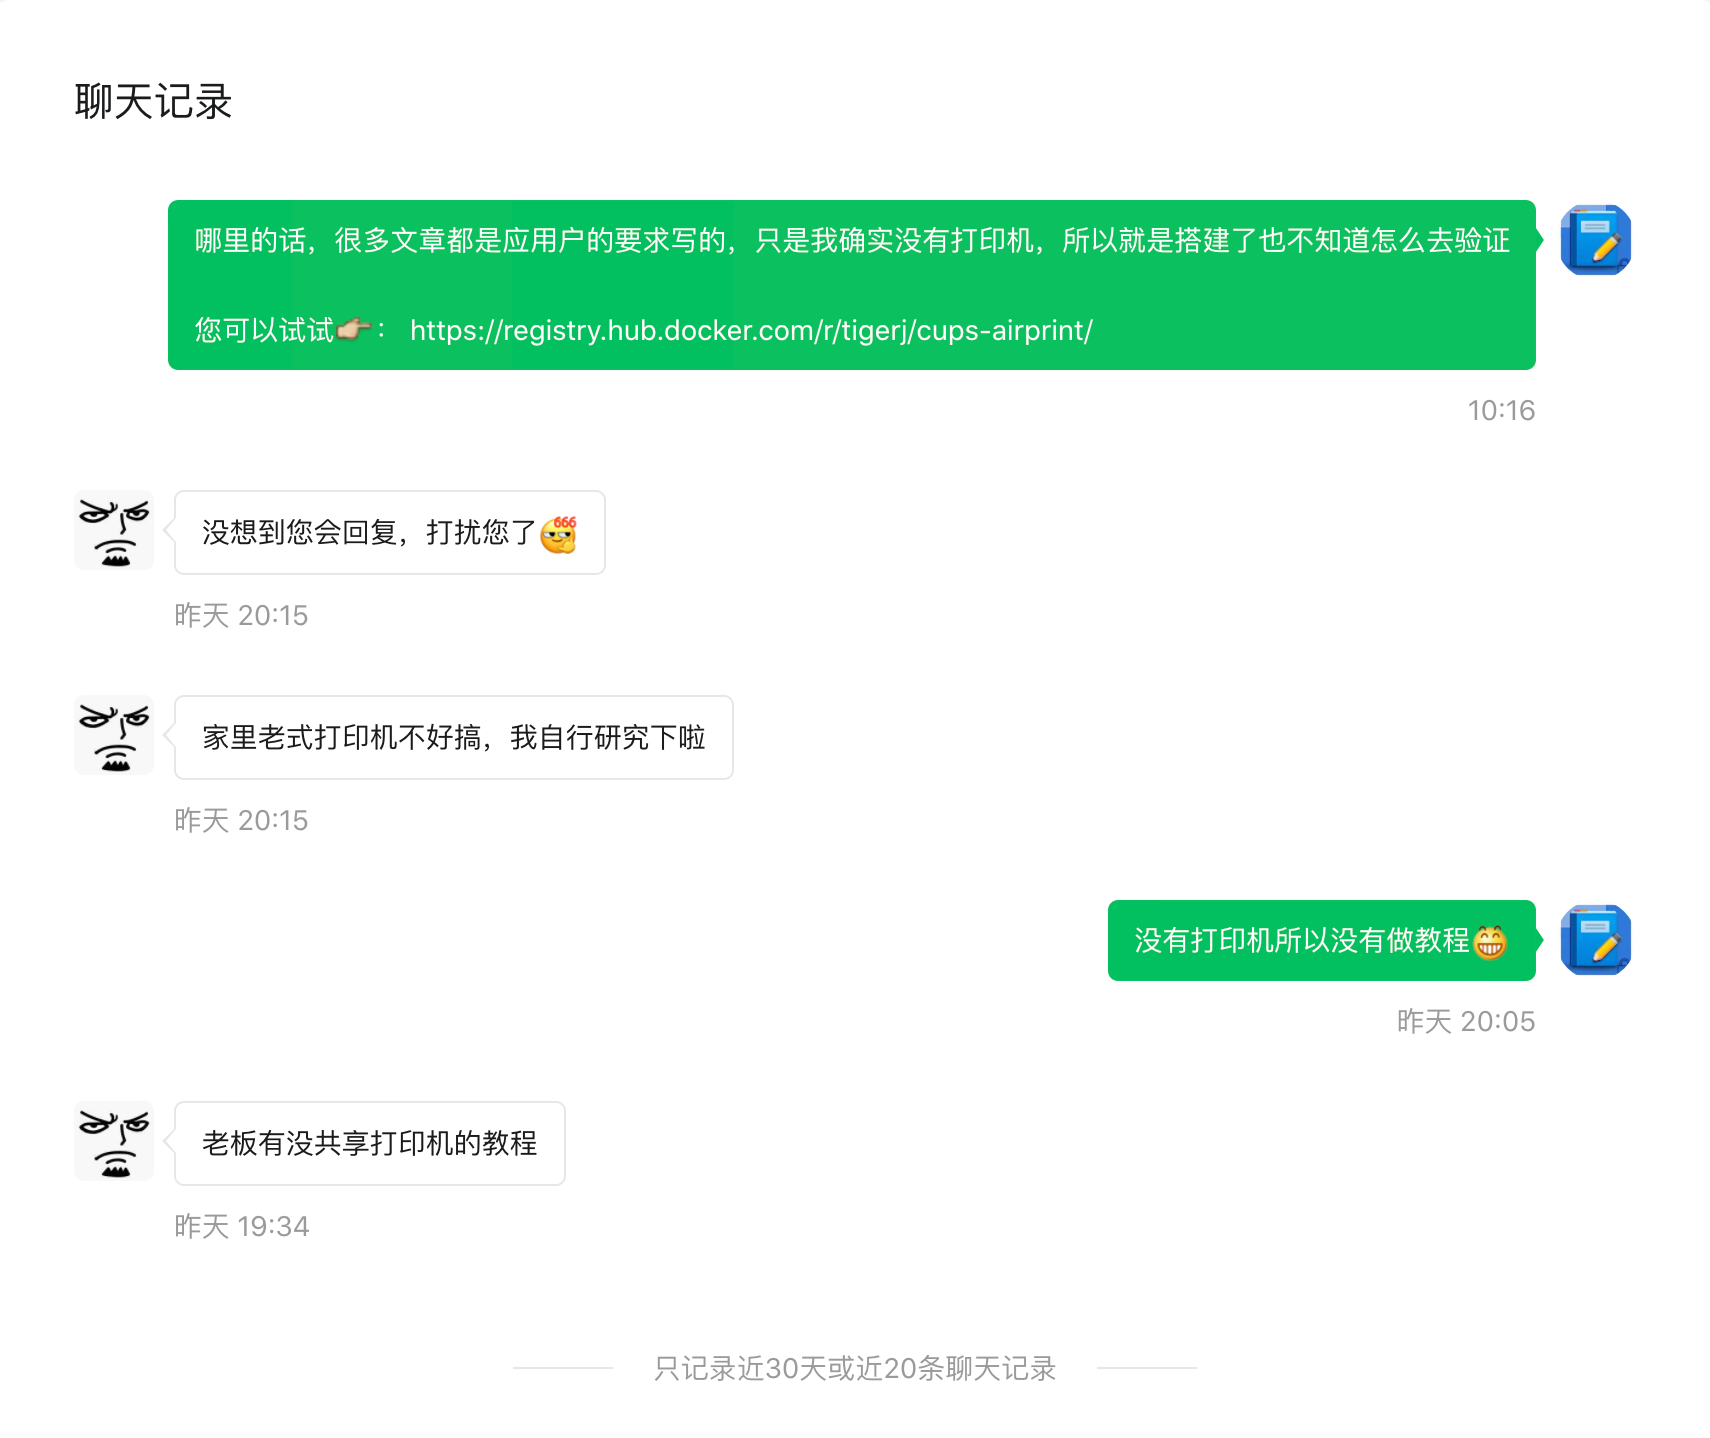 聊天记录
哪里的话，很多文章都是应用户的要求写的，只是我确实没有打印机，所以就是搭建了也不知道怎么去验证
您可以试试👉： https://registry.hub.docker.com/r/tigerj/cups-airprint/
10:16
没想到您会回复，打扰您了666
昨天 20:15
家里老式打印机不好搞，我自行研究下啦
昨天 20:15
没有打印机所以没有做教程😁
昨天 20:05
老板有没共享打印机的教程
昨天 19:34
只记录近30天或近20条聊天记录